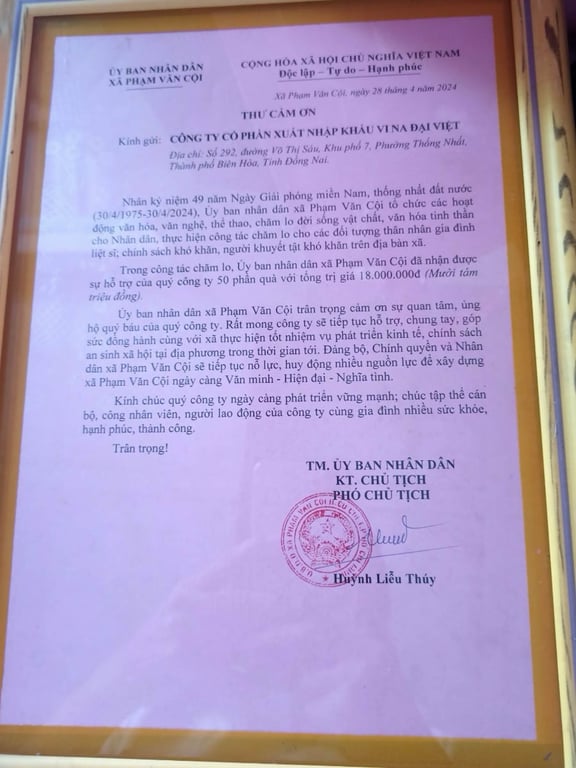 ỦY BAN NHÂN DÂN
XÃ PHẠM VĂN CỘI
CỘNG HÒA XÃ HỘI CHỦ NGHĨA VIỆT NAM
Độc lập – Tự do – Hạnh phúc
Xã Phạm Văn Cội, ngày 28 tháng 4 năm 2024
THƯ CẢM ƠN
Kính gửi: CÔNG TY CỔ PHẦN XUẤT NHẬP KHẨU VI NA ĐẠI VIỆT
Địa chỉ: Số 292, đường Võ Thị Sáu, Khu phố 7, Phường Thống Nhất,
Thành phố Biên Hòa, Tỉnh Đồng Nai.
Nhân kỷ niệm 49 năm Ngày Giải phóng miền Nam, thống nhất đất nước
(30/4/1975-30/4/2024), Ủy ban nhân dân xã Phạm Văn Cội tổ chức các hoạt
động văn hóa, văn nghệ, thể thao, chăm lo đời sống vật chất, văn hóa tinh thần
cho Nhân dân, thực hiện công tác chăm lo cho các đối tượng thân nhân gia đình
liệt sĩ; chính sách khó khăn, người khuyết tật khó khăn trên địa bàn xã.
Trong công tác chăm lo, Ủy ban nhân dân xã Phạm Văn Cội đã nhận được
sự hỗ trợ của quý công ty 50 phần quà với tổng trị giá 18.000.000đ (Mười tám
triệu đồng).
Ủy ban nhân dân xã Phạm Văn Cội trân trọng cảm ơn sự quan tâm, ủng
hộ quý báu của quý công ty. Rất mong công ty sẽ tiếp tục hỗ trợ, chung tay, góp
sức đồng hành cùng với xã thực hiện tốt nhiệm vụ phát triển kinh tế, chính sách
an sinh xã hội tại địa phương trong thời gian tới. Đảng bộ, Chính quyền và Nhân
dân xã Phạm Văn Cội sẽ tiếp tục nỗ lực, huy động nhiều nguồn lực để xây dựng
xã Phạm Văn Cội ngày càng Văn minh - Hiện đại - Nghĩa tình.
Kính chúc quý công ty ngày càng phát triển vững mạnh; chúc tập thể cán
bộ, công nhân viên, người lao động của công ty cùng gia đình nhiều sức khỏe,
hạnh phúc, thành công.
Trân trọng!
TM. ỦY BAN NHÂN DÂN
KT. CHỦ TỊCH
PHÓ CHỦ TỊCH
U.B.N.D XÃ PHẠM VĂN CỘI H. CỦ CHI
Huỳnh Liễu Thúy